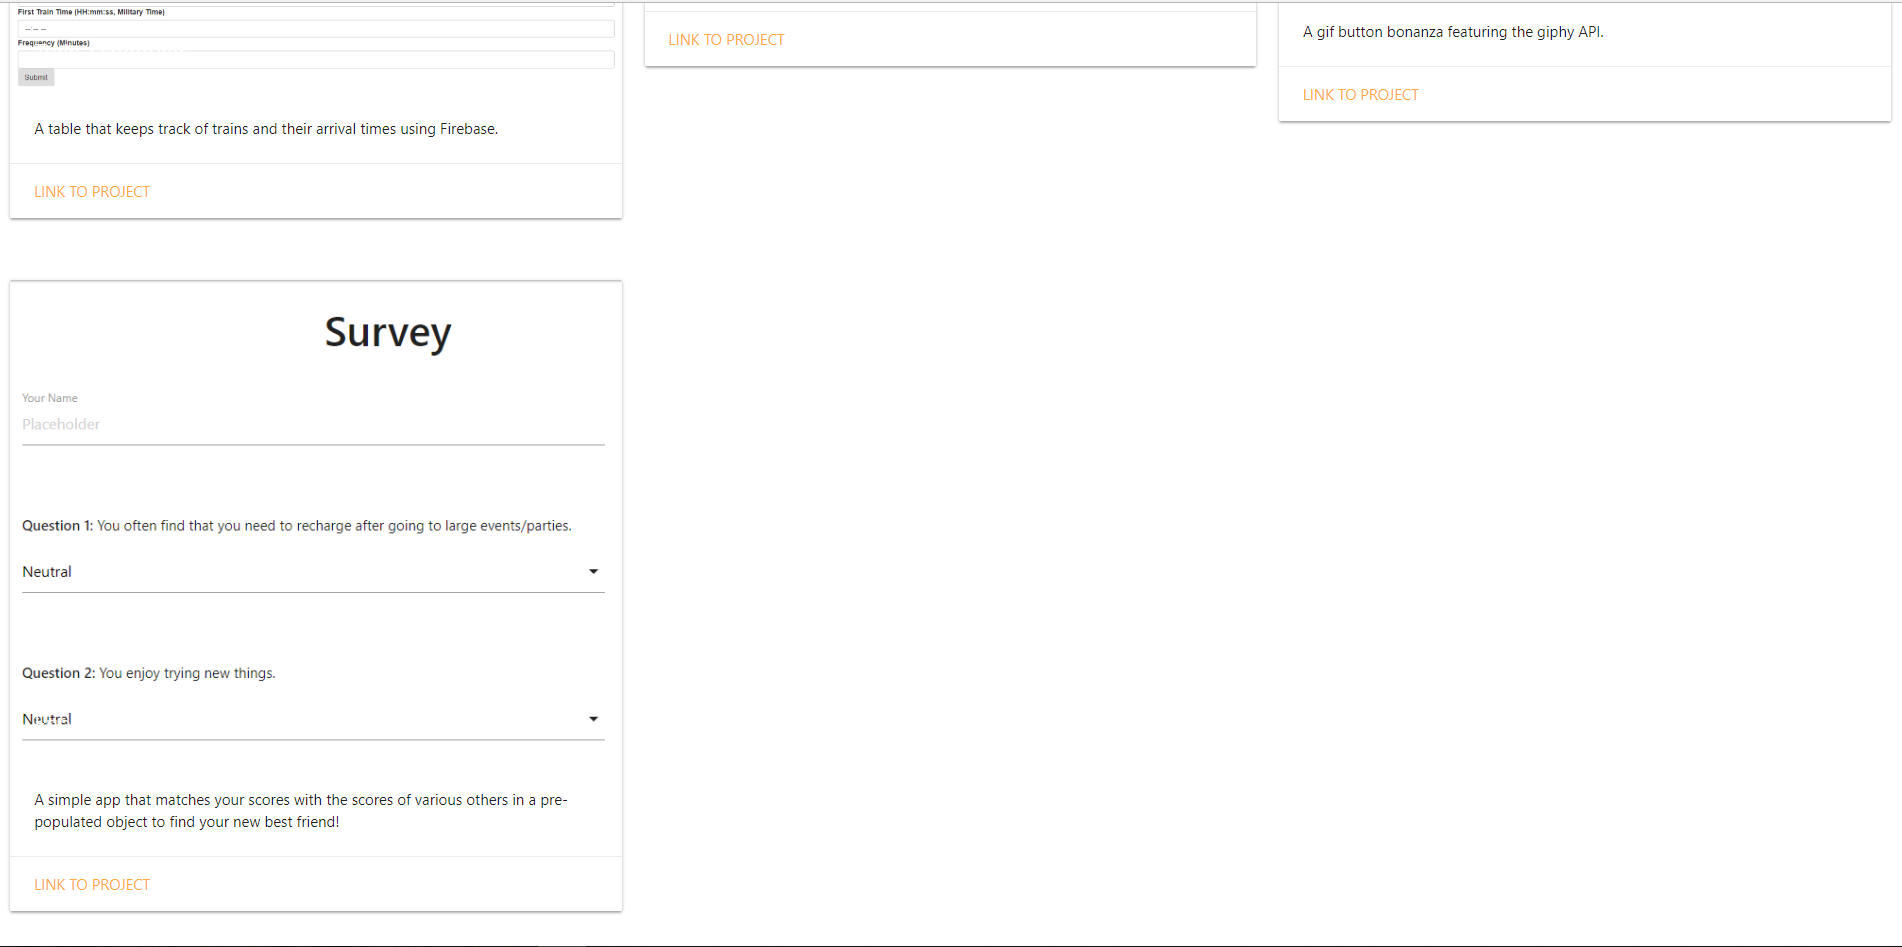 First Train Time (HH:mm:ss, Military Time)
Frequency (Minutes)
Submit
A table that keeps track of trains and their arrival times using Firebase.
LINK TO PROJECT
LINK TO PROJECT
A gif button bonanza featuring the giphy API.
LINK TO PROJECT
Survey
Your Name
Placeholder
Question 1: You often find that you need to recharge after going to large events/parties.
Neutral
Question 2: You enjoy trying new things.
Neutral
A simple app that matches your scores with the scores of various others in a pre-
populated object to find your new best friend!
LINK TO PROJECT